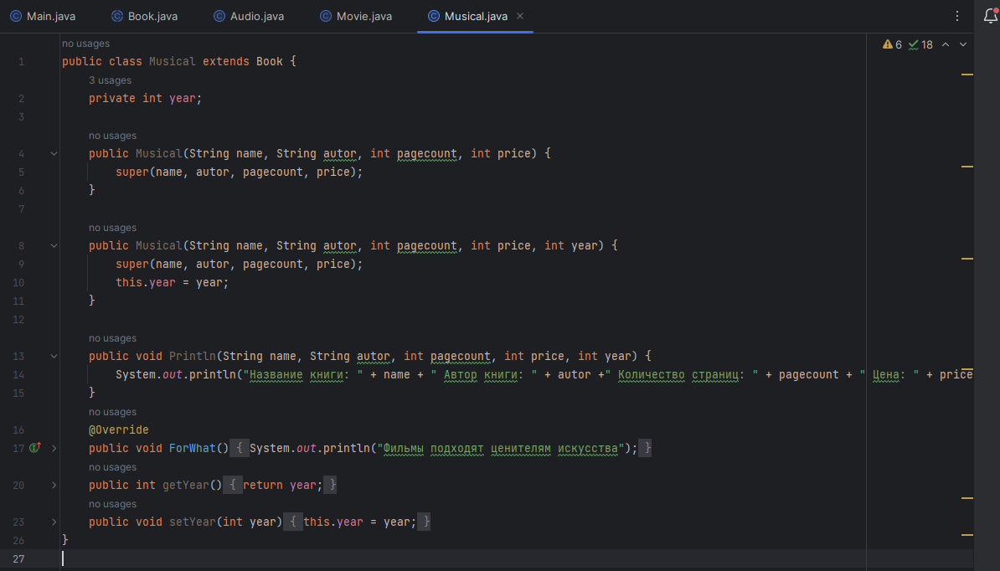 Main.java Book.java Audio.java Movie.java Musical.java
6 18
no usages
1 public class Musical extends Book {
3 usages
2 private int year;
3
no usages
4 public Musical(String name, String autor, int pagecount, int price) {
5 super(name, autor, pagecount, price);
6 }
7
no usages
8 public Musical(String name, String autor, int pagecount, int price, int year) {
9 super(name, autor, pagecount, price);
10 this.year = year;
11 }
12
no usages
13 public void Println(String name, String autor, int pagecount, int price, int year) {
14 System.out.println("Название книги: " + name + " Автор книги: " + autor +" Количество страниц: " + pagecount + " Цена: " + price
15 }
no usages
16 @Override
17 public void ForWhat() { System.out.println("Фильмы подходят ценителям искусства"); }
no usages
20 public int getYear() { return year; }
no usages
23 public void setYear(int year) { this.year = year; }
26 }
27